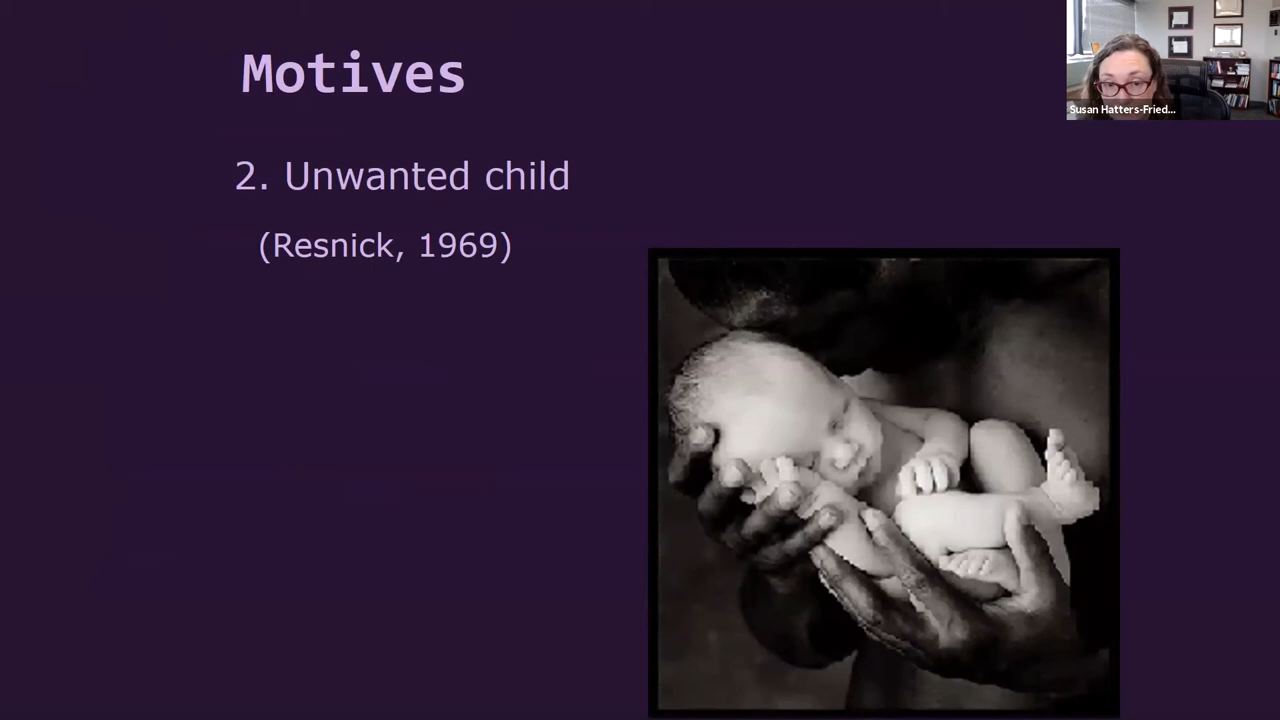 Motives
2. Unwanted child
(Resnick, 1969)
Susan Hatters-Fried...